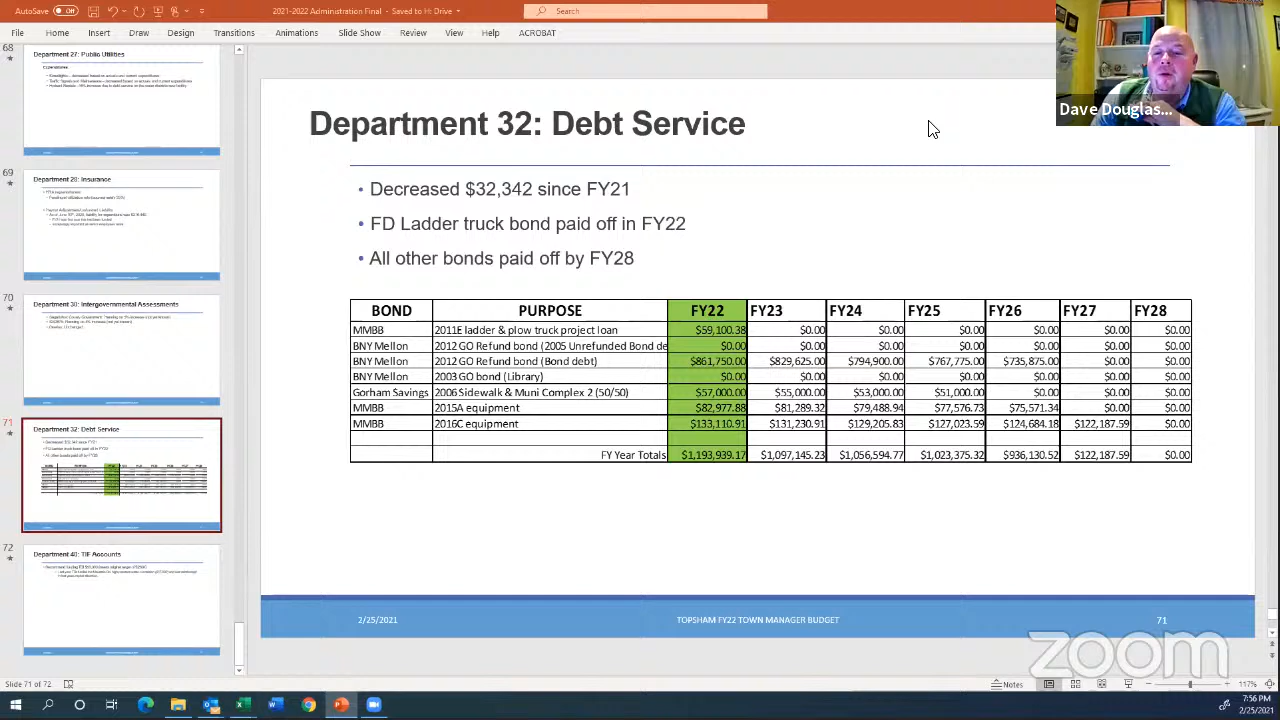 AutoSave Off
2021-2022 Administration Final - Saved to H: Drive
Search
File Home Insert Draw Design Transitions Animations Slide Show Review View Help ACROBAT
Dave Douglas...
68
Department 27: Public Utilities
69
Department 28: Insurance
70
Department 30: Intergovernmental Assessments
71
Department 32: Debt Service
72
Department 40: TIF Accounts
Department 32: Debt Service
• Decreased $32,342 since FY21
• FD Ladder truck bond paid off in FY22
• All other bonds paid off by FY28
BOND PURPOSE FY22 FY23 FY24 FY25 FY26 FY27 FY28
MMBB 2011E ladder & plow truck project loan $59,100.38 $0.00 $0.00 $0.00 $0.00 $0.00 $0.00
BNY Mellon 2012 GO Refund bond (2005 Unrefunded Bond de $0.00 $0.00 $0.00 $0.00 $0.00 $0.00 $0.00
BNY Mellon 2012 GO Refund bond (Bond debt) $861,750.00 $829,625.00 $794,900.00 $767,775.00 $735,875.00 $0.00 $0.00
BNY Mellon 2003 GO bond (Library) $0.00 $0.00 $0.00 $0.00 $0.00 $0.00 $0.00
Gorham Savings 2006 Sidewalk & Muni Complex 2 (50/50) $57,000.00 $55,000.00 $53,000.00 $51,000.00 $0.00 $0.00 $0.00
MMBB 2015A equipment $82,977.88 $81,289.32 $79,488.94 $77,576.73 $75,571.34 $0.00 $0.00
MMBB 2016C equipment $133,110.91 $131,230.91 $129,205.83 $127,023.59 $124,684.18 $122,187.59 $0.00
FY Year Totals $1,193,939.17 $1,097,145.23 $1,056,594.77 $1,023,375.32 $936,130.52 $122,187.59 $0.00
2/25/2021 TOPSHAM FY22 TOWN MANAGER BUDGET 71
zoom
Slide 71 of 72
Notes
117%
7:56 PM
2/25/2021